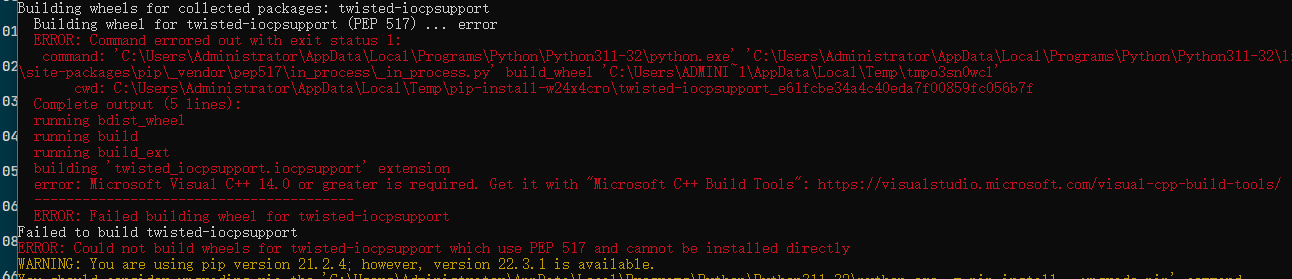 Building wheels for collected packages: twisted-iocpsupport
Building wheel for twisted-iocpsupport (PEP 517) ... error
01
ERROR: Command errored out with exit status 1:
command: 'C:\Users\Administrator\AppData\Local\Programs\Python\Python311-32\python.exe' 'C:\Users\Administrator\AppData\Local\Programs\Python\Python311-32\li
02
\site-packages\pip\_vendor\pep517\in_process\_in_process.py' build_wheel 'C:\Users\ADMINI~1\AppData\Local\Temp\tmpo3sn0wcl'
cwd: C:\Users\Administrator\AppData\Local\Temp\pip-install-w24x4cro\twisted-iocpsupport_e61fcbe34a4c40eda7f00859fc056b7f
03
Complete output (5 lines):
running bdist_wheel
04
running build
running build_ext
05
building 'twisted_iocpsupport.iocpsupport' extension
error: Microsoft Visual C++ 14.0 or greater is required. Get it with "Microsoft C++ Build Tools": https://visualstudio.microsoft.com/visual-cpp-build-tools/
06
----------------------------------------
ERROR: Failed building wheel for twisted-iocpsupport
Failed to build twisted-iocpsupport
08
ERROR: Could not build wheels for twisted-iocpsupport which use PEP 517 and cannot be installed directly
WARNING: You are using pip version 21.2.4; however, version 22.3.1 is available.
66